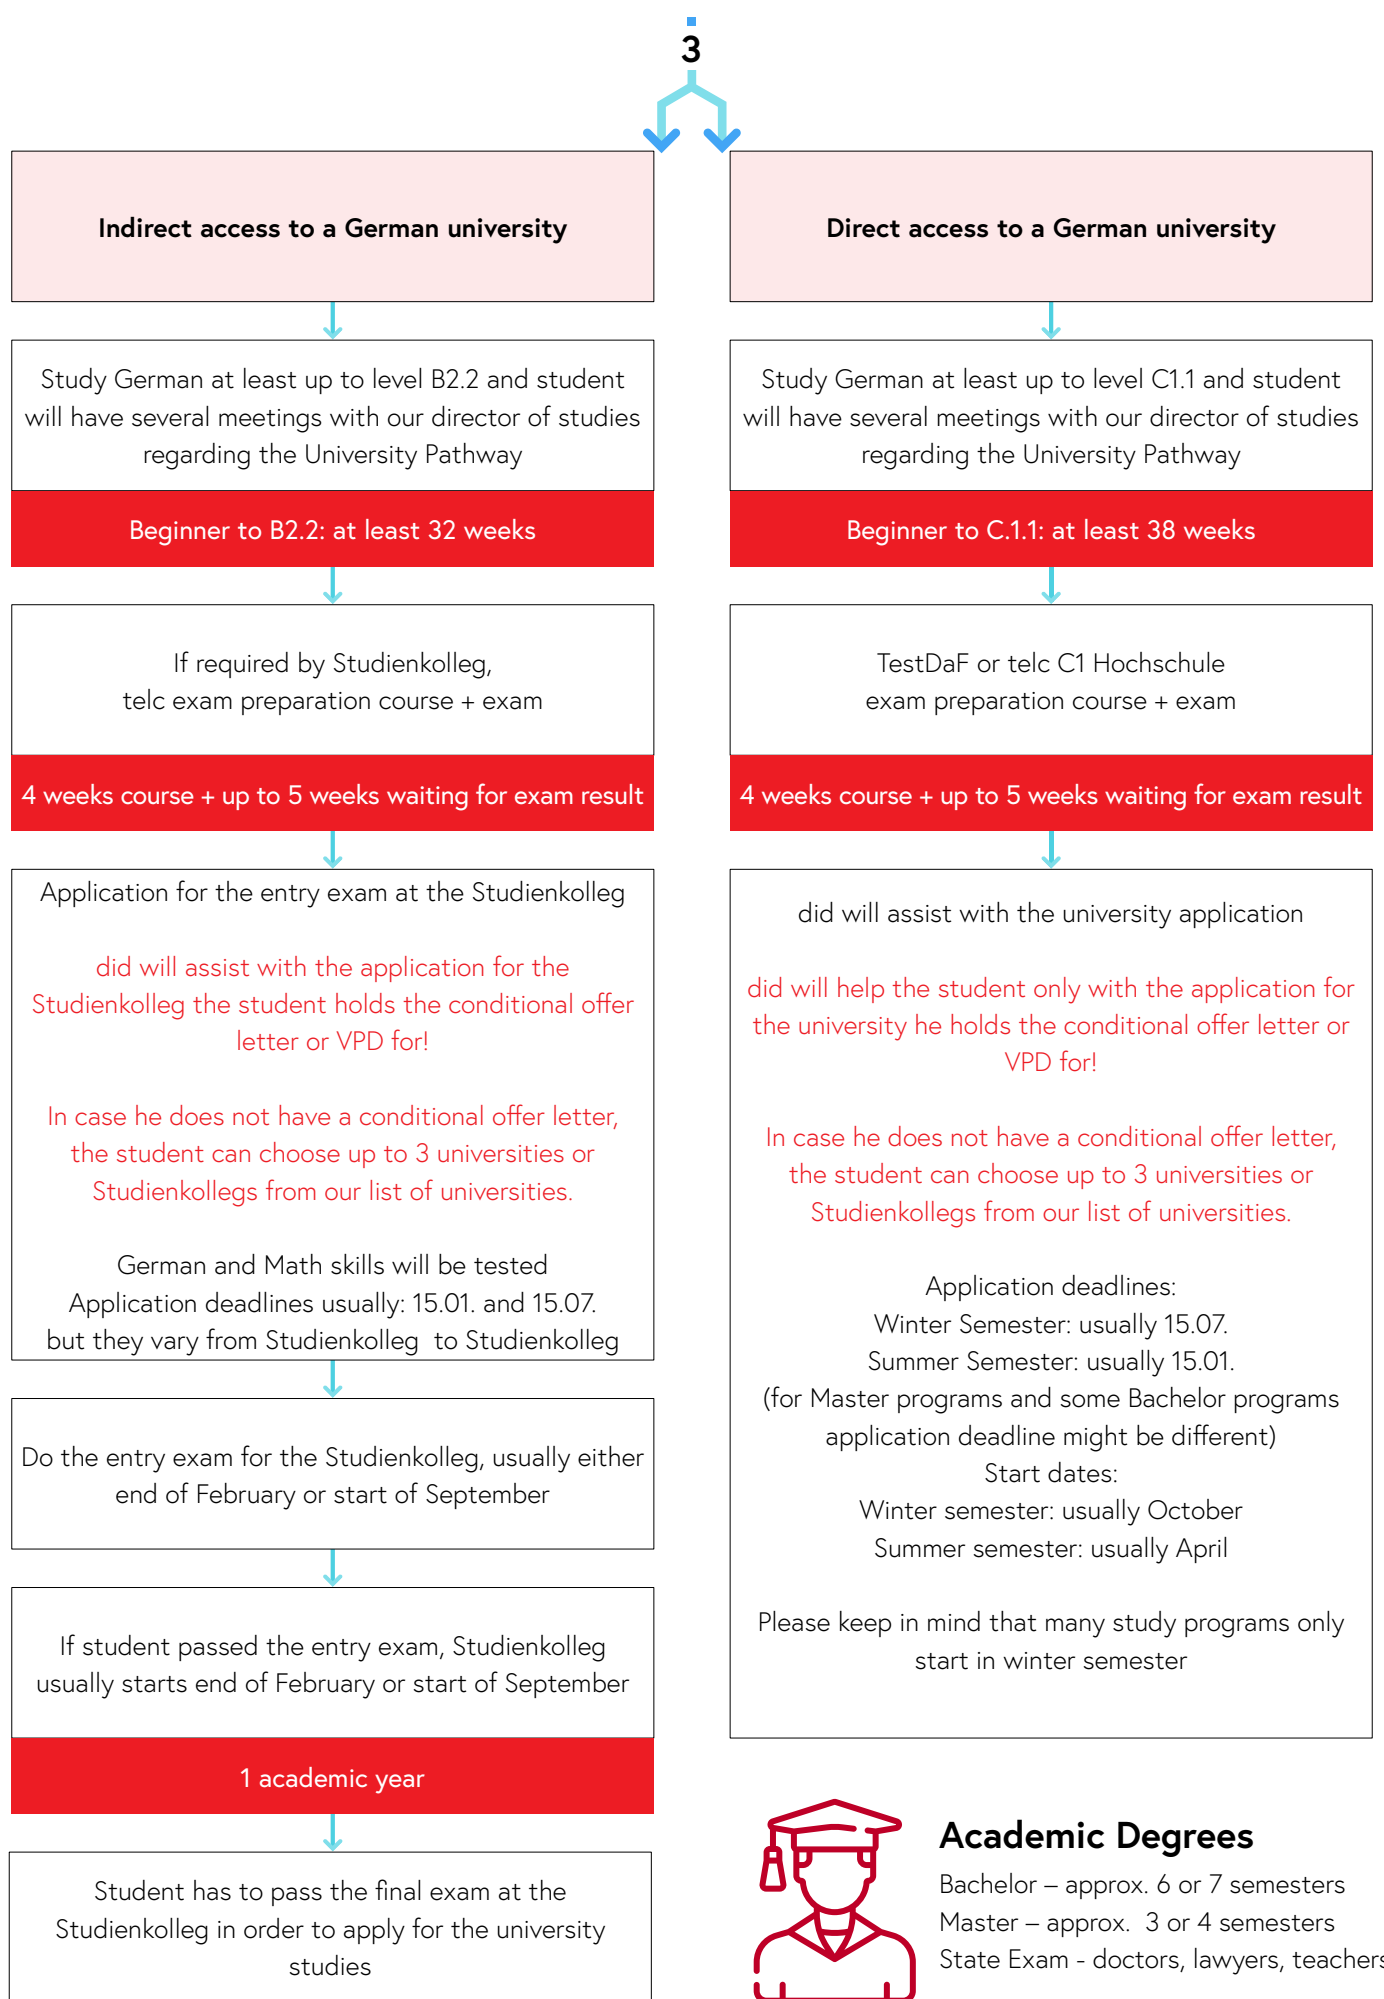 3
Indirect access to a German university
Study German at least up to level B2.2 and student
will have several meetings with our director of studies
regarding the University Pathway
Beginner to B2.2: at least 32 weeks
If required by Studienkolleg,
telc exam preparation course + exam
4 weeks course + up to 5 weeks waiting for exam result
Application for the entry exam at the Studienkolleg
did will assist with the application for the
Studienkolleg the student holds the conditional offer
letter or VPD for!
In case he does not have a conditional offer letter,
the student can choose up to 3 universities or
Studienkollegs from our list of universities.
German and Math skills will be tested
Application deadlines usually: 15.01. and 15.07.
but they vary from Studienkolleg  to Studienkolleg
Do the entry exam for the Studienkolleg, usually either
end of February or start of September
If student passed the entry exam, Studienkolleg
usually starts end of February or start of September
1 academic year
Student has to pass the final exam at the
Studienkolleg in order to apply for the university
studies
Direct access to a German university
Study German at least up to level C1.1 and student
will have several meetings with our director of studies
regarding the University Pathway
Beginner to C.1.1: at least 38 weeks
TestDaF or telc C1 Hochschule
exam preparation course + exam
4 weeks course + up to 5 weeks waiting for exam result
did will assist with the university application
did will help the student only with the application for
the university he holds the conditional offer letter or
VPD for!
In case he does not have a conditional offer letter,
the student can choose up to 3 universities or
Studienkollegs from our list of universities.
Application deadlines:
Winter Semester: usually 15.07.
Summer Semester: usually 15.01.
(for Master programs and some Bachelor programs
application deadline might be different)
Start dates:
Winter semester: usually October
Summer semester: usually April
Please keep in mind that many study programs only
start in winter semester
Academic Degrees
Bachelor – approx. 6 or 7 semesters
Master – approx.  3 or 4 semesters
State Exam - doctors, lawyers, teachers